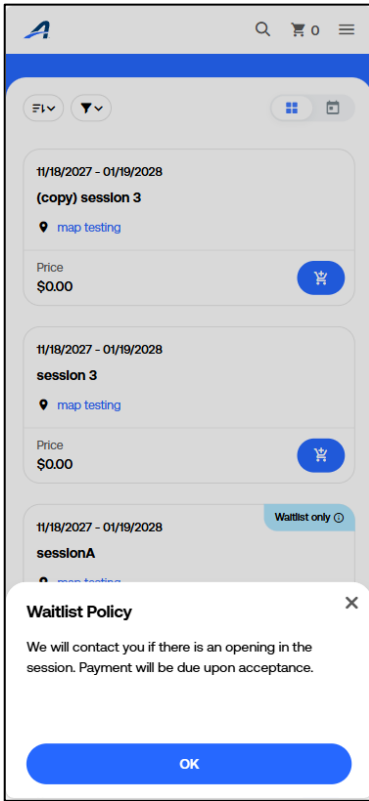 0
11/18/2027 - 01/19/2028
(copy) session 3
map testing
Price
$0.00
11/18/2027 - 01/19/2028
session 3
map testing
Price
$0.00
Waitlist only
11/18/2027 - 01/19/2028
sessionA
map testing
Waitlist Policy
We will contact you if there is an opening in the
session. Payment will be due upon acceptance.
OK